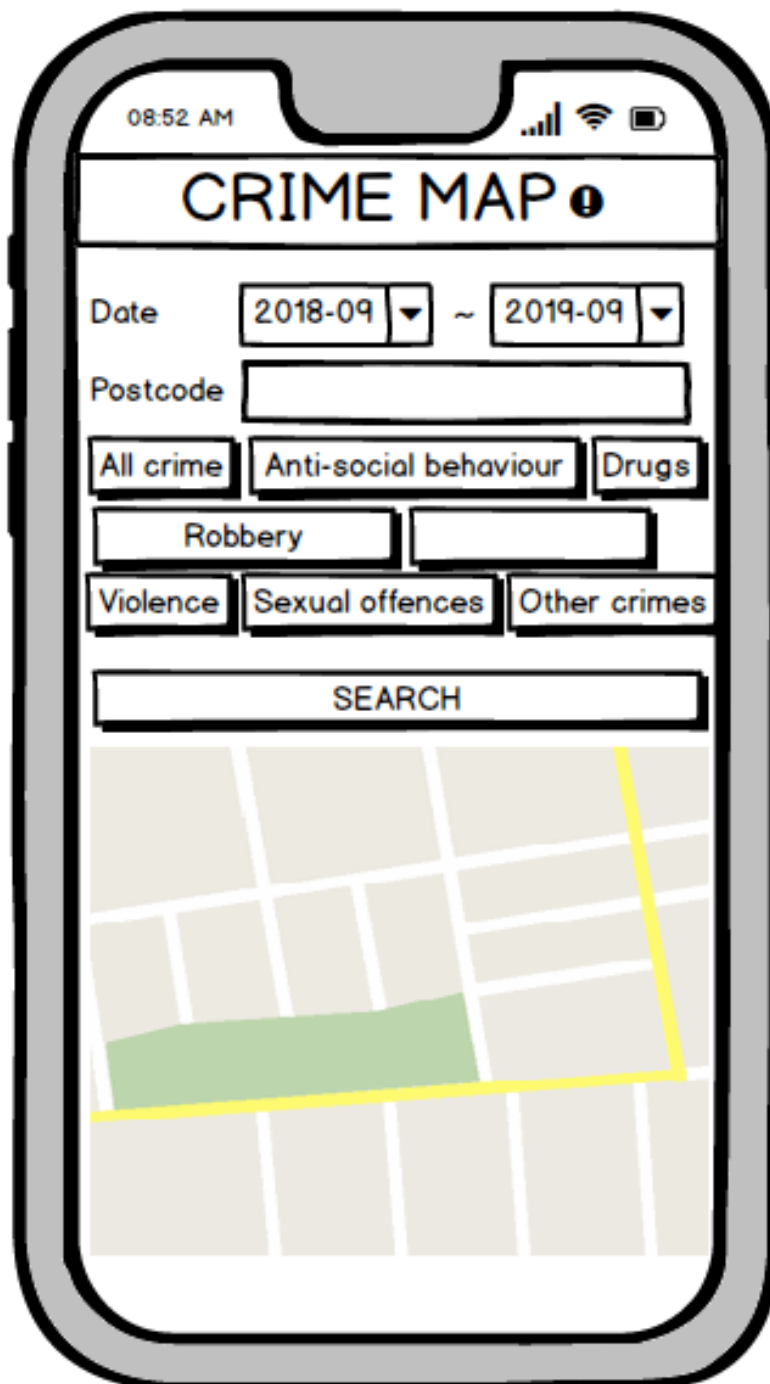 08:52 AM
CRIME MAP
Date 2018-09 ~ 2019-09
Postcode
All crime Anti-social behaviour Drugs
Robbery
Violence Sexual offences Other crimes
SEARCH